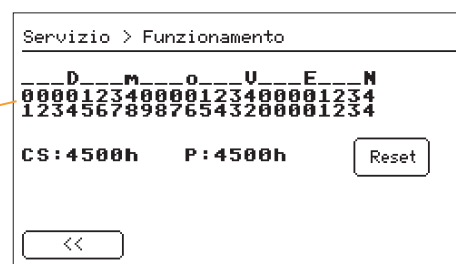 Servizio > Funzionamento
___D___m___o___V___E___N
000012340000123400001234
123456789876543200001234
CS:4500h P:4500h Reset
<<